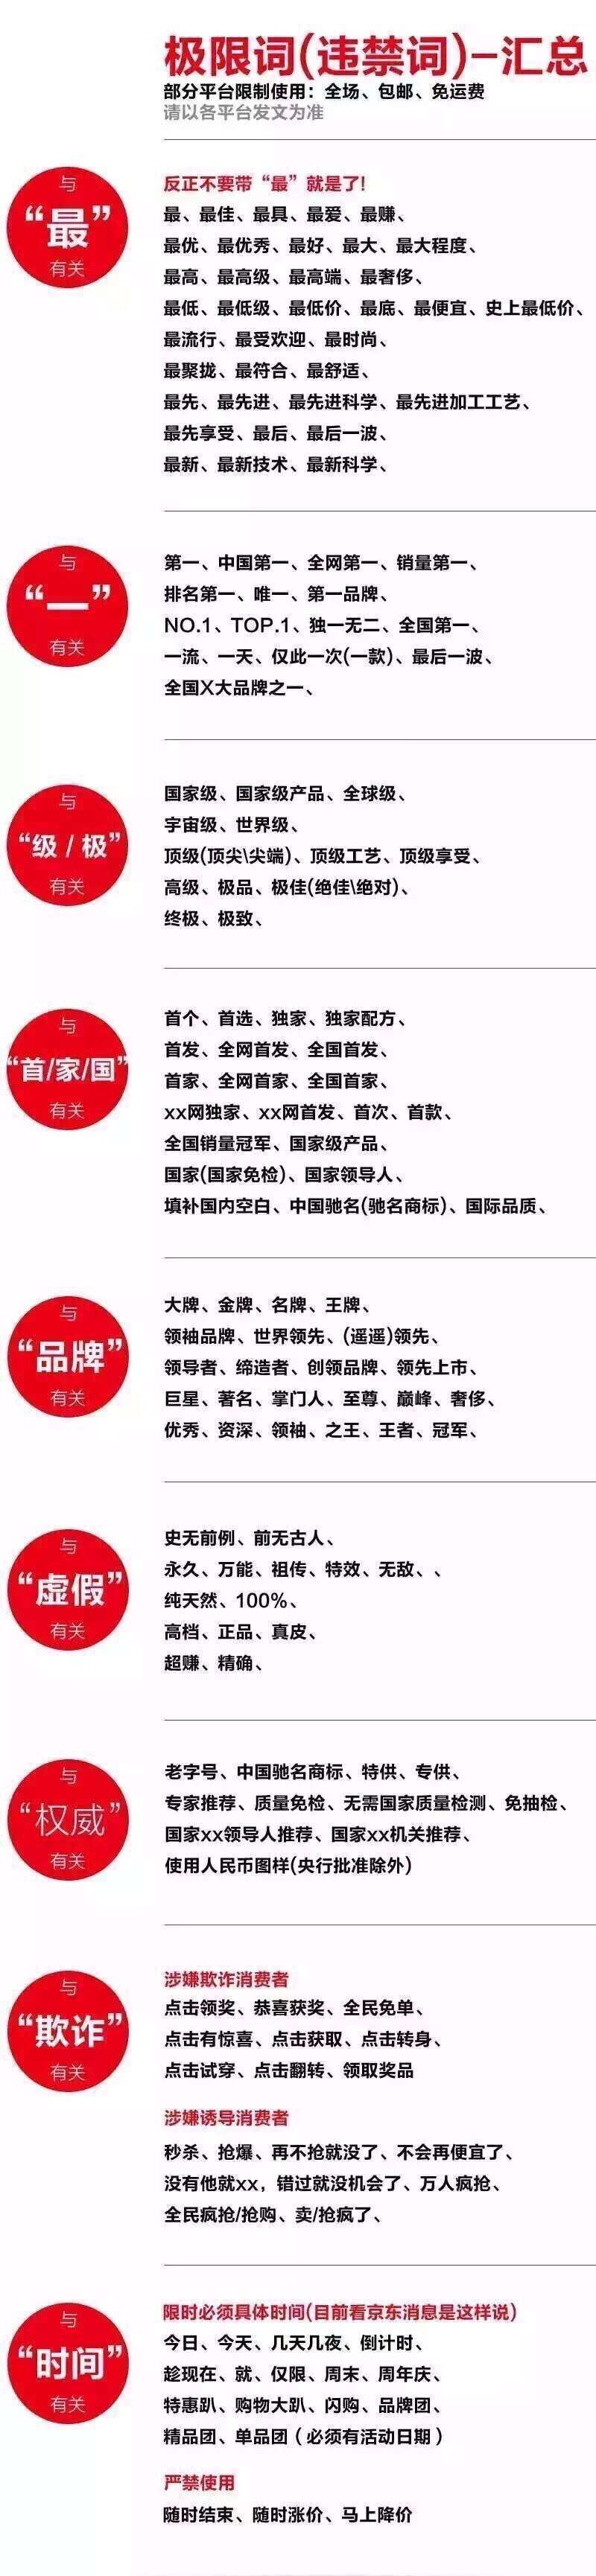 极限词(违禁词)-汇总
部分平台限制使用：全场、包邮、免运费
请以各平台发文为准
与
“最”
有关
反正不要带“最”就是了!
最、最佳、最具、最爱、最赚、
最优、最优秀、最好、最大、最大程度、
最高、最高级、最高端、最奢侈、
最低、最低级、最低价、最底、最便宜、史上最低价、
最流行、最受欢迎、最时尚、
最聚拢、最符合、最舒适、
最先、最先进、最先进科学、最先进加工工艺、
最先享受、最后、最后一波、
最新、最新技术、最新科学、
与
“一”
有关
第一、中国第一、全网第一、销量第一、
排名第一、唯一、第一品牌、
NO.1、TOP.1、独一无二、全国第一、
一流、一天、仅此一次(一款)、最后一波、
全国X大品牌之一、
与
“级 / 极”
有关
国家级、国家级产品、全球级、
宇宙级、世界级、
顶级(顶尖\尖端)、顶级工艺、顶级享受、
高级、极品、极佳(绝佳\绝对)、
终极、极致、
与
“首/家/国”
有关
首个、首选、独家、独家配方、
首发、全网首发、全国首发、
首家、全网首家、全国首家、
xx网独家、xx网首发、首次、首款、
全国销量冠军、国家级产品、
国家(国家免检)、国家领导人、
填补国内空白、中国驰名(驰名商标)、国际品质、
与
“品牌”
有关
大牌、金牌、名牌、王牌、
领袖品牌、世界领先、(遥遥)领先、
领导者、缔造者、创领品牌、领先上市、
巨星、著名、掌门人、至尊、巅峰、奢侈、
优秀、资深、领袖、之王、王者、冠军、
与
“虚假”
有关
史无前例、前无古人、
永久、万能、祖传、特效、无敌、、
纯天然、100%、
高档、正品、真皮、
超赚、精确、
与
“权威”
有关
老字号、中国驰名商标、特供、专供、
专家推荐、质量免检、无需国家质量检测、免抽检、
国家xx领导人推荐、国家xx机关推荐、
使用人民币图样(央行批准除外)
与
“欺诈”
有关
涉嫌欺诈消费者
点击领奖、恭喜获奖、全民免单、
点击有惊喜、点击获取、点击转身、
点击试穿、点击翻转、领取奖品
涉嫌诱导消费者
秒杀、抢爆、再不抢就没了、不会再便宜了、
没有他就xx，错过就没机会了、万人疯抢、
全民疯抢/抢购、卖/抢疯了、
与
“时间”
有关
限时必须具体时间(目前看京东消息是这样说)
今日、今天、几天几夜、倒计时、
趁现在、就、仅限、周末、周年庆、
特惠趴、购物大趴、闪购、品牌团、
精品团、单品团（必须有活动日期）
严禁使用
随时结束、随时涨价、马上降价